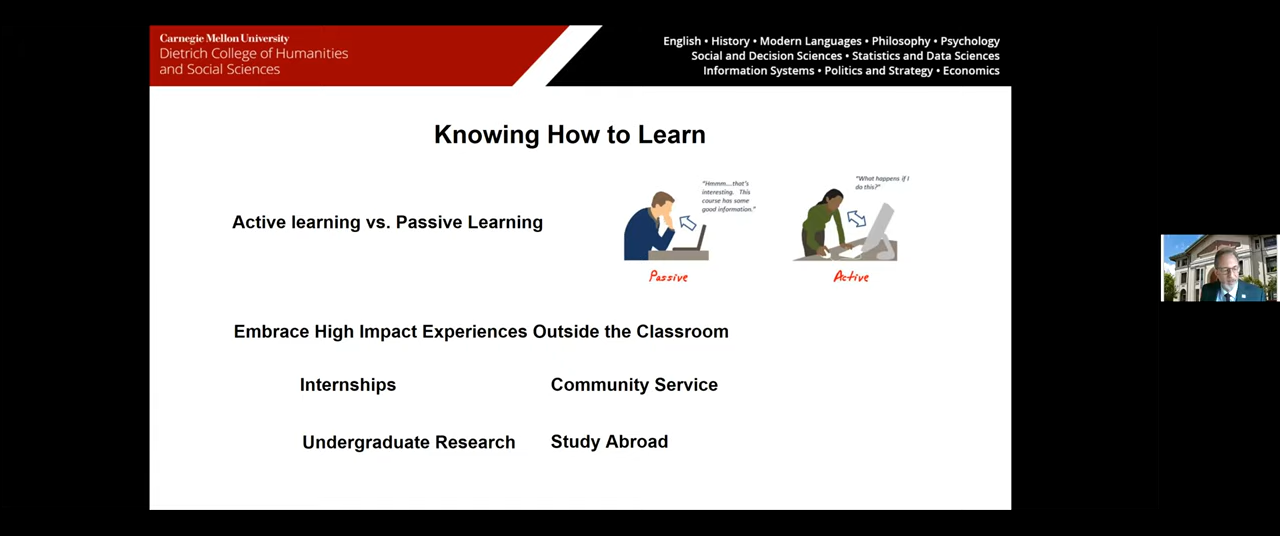 Carnegie Mellon University
Dietrich College of Humanities
and Social Sciences
English • History • Modern Languages • Philosophy • Psychology
Social and Decision Sciences • Statistics and Data Sciences
Information Systems • Politics and Strategy • Economics
Knowing How to Learn
Active learning vs. Passive Learning
"Hmmm....that's
interesting. This
course has some
good information."
Passive
"What happens if I
do this?"
Active
Embrace High Impact Experiences Outside the Classroom
Internships
Community Service
Undergraduate Research
Study Abroad